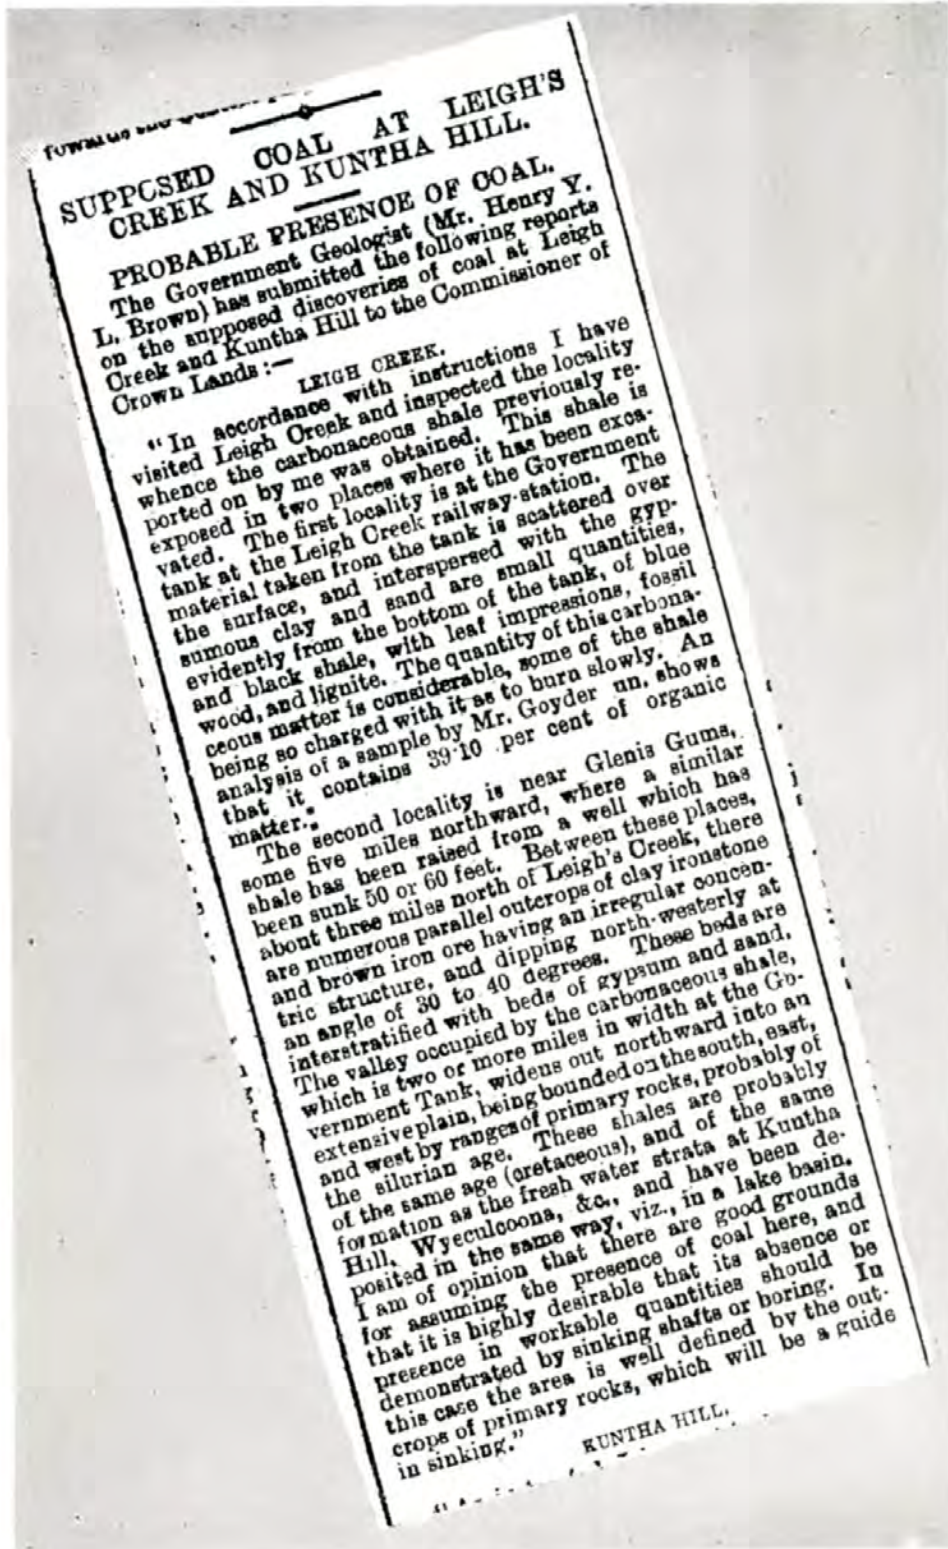 Towards the
SUPPOSED COAL AT LEIGH'S
CREEK AND KUNTHA HILL.
PROBABLE PRESENCE OF COAL.
The Government Geologist (Mr. Henry Y.
L. Brown) has submitted the following reports
on the supposed discoveries of coal at Leigh
Creek and Kuntha Hill to the Commissioner of
Crown Lands :—
LEIGH CREEK.
"In accordance with instructions I have
visited Leigh Creek and inspected the locality
whence the carbonaceous shale previously re-
ported on by me was obtained. This shale is
exposed in two places where it has been exca-
vated. The first locality is at the Government
tank at the Leigh Creek railway-station. The
material taken from the tank is scattered over
the surface, and interspersed with the gyp-
sumous clay and sand are small quantities,
evidently from the bottom of the tank, of blue
and black shale, with leaf impressions, fossil
wood, and lignite. The quantity of this carbona-
ceous matter is considerable, some of the shale
being so charged with it as to burn slowly. An
analysis of a sample by Mr. Goyder un. shows
that it contains 39·10 per cent of organic
matter.
The second locality is near Glenis Gums,
some five miles northward, where a similar
shale has been raised from a well which has
been sunk 50 or 60 feet. Between these places,
about three miles north of Leigh's Creek, there
are numerous parallel outcrops of clay ironstone
and brown iron ore having an irregular concen-
tric structure, and dipping north-westerly at
an angle of 30 to 40 degrees. These beds are
interstratified with beds of gypsum and sand.
The valley occupied by the carbonaceous shale,
which is two or more miles in width at the Go-
vernment Tank, widens out northward into an
extensive plain, being bounded on the south, east,
and west by ranges of primary rocks, probably of
the silurian age. These shales are probably
of the same age (cretaceous), and of the same
formation as the fresh water strata at Kuntha
Hill, Wyeculcoona, &c., and have been de-
posited in the same way, viz., in a lake basin.
I am of opinion that there are good grounds
for assuming the presence of coal here, and
that it is highly desirable that its absence or
presence in workable quantities should be
demonstrated by sinking shafts or boring. In
this case the area is well defined by the out-
crops of primary rocks, which will be a guide
in sinking."
KUNTHA HILL.